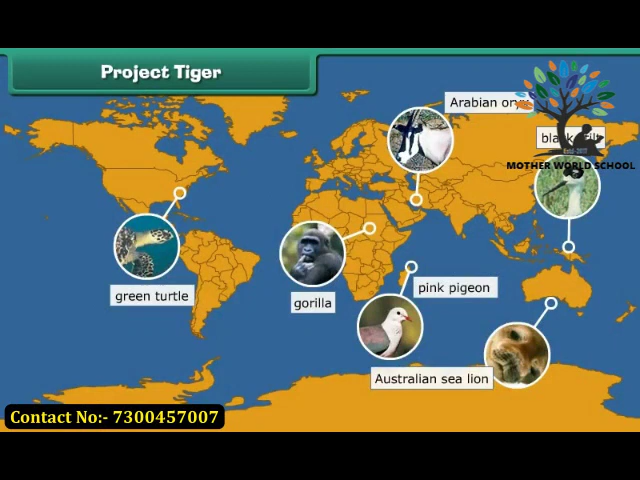 Project Tiger
Arabian
MOTHER WORLD SCHOOL
green turtle
gorilla
pink pigeon
Australian sea lion
Contact No:- 7300457007